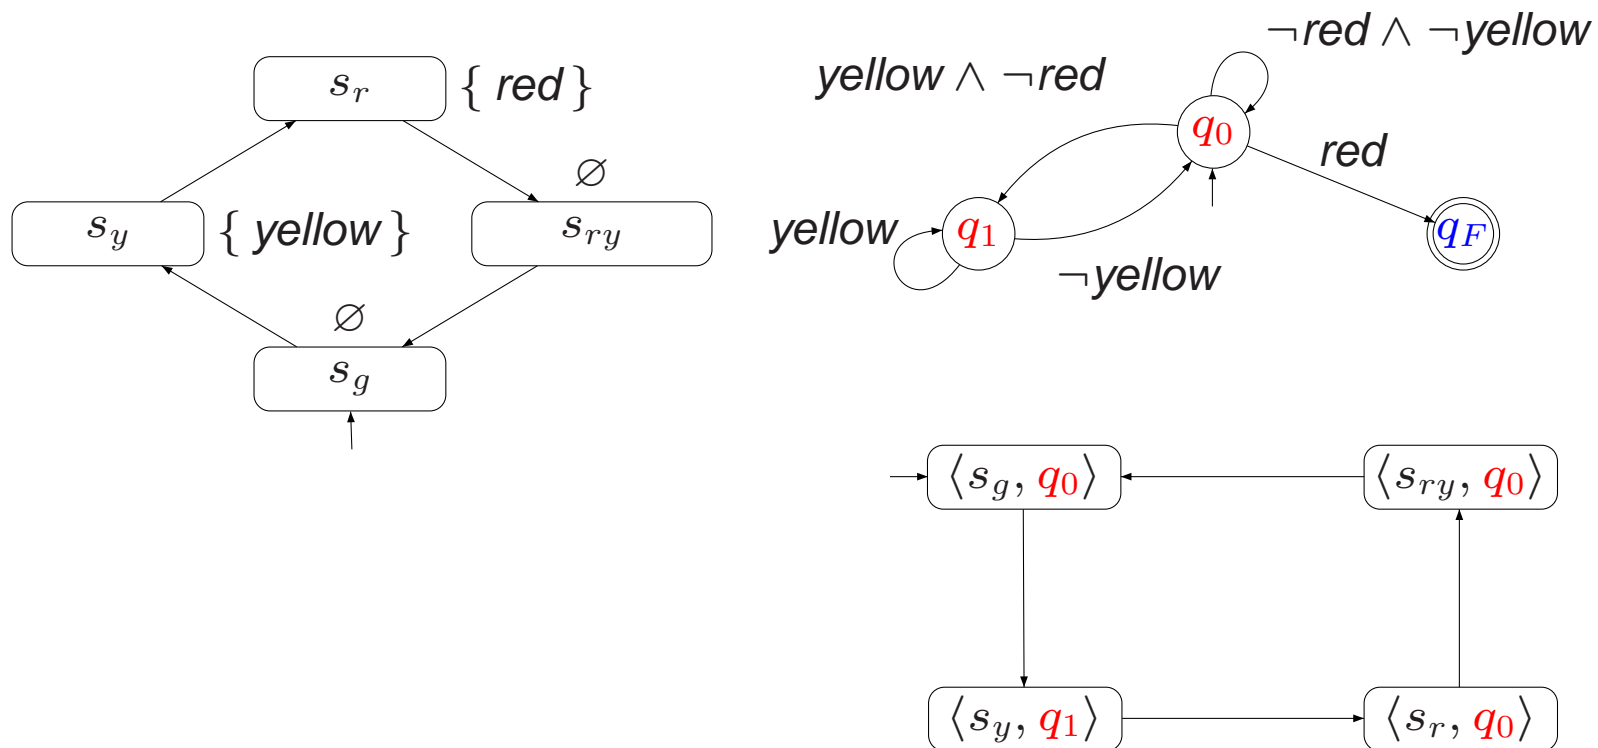 s_r { red }
∅
s_y { yellow }
s_ry
∅
s_g
¬red ∧ ¬yellow
yellow ∧ ¬red
q_0
red
yellow
q_1
q_F
¬yellow
⟨s_g, q_0⟩
⟨s_ry, q_0⟩
⟨s_y, q_1⟩
⟨s_r, q_0⟩